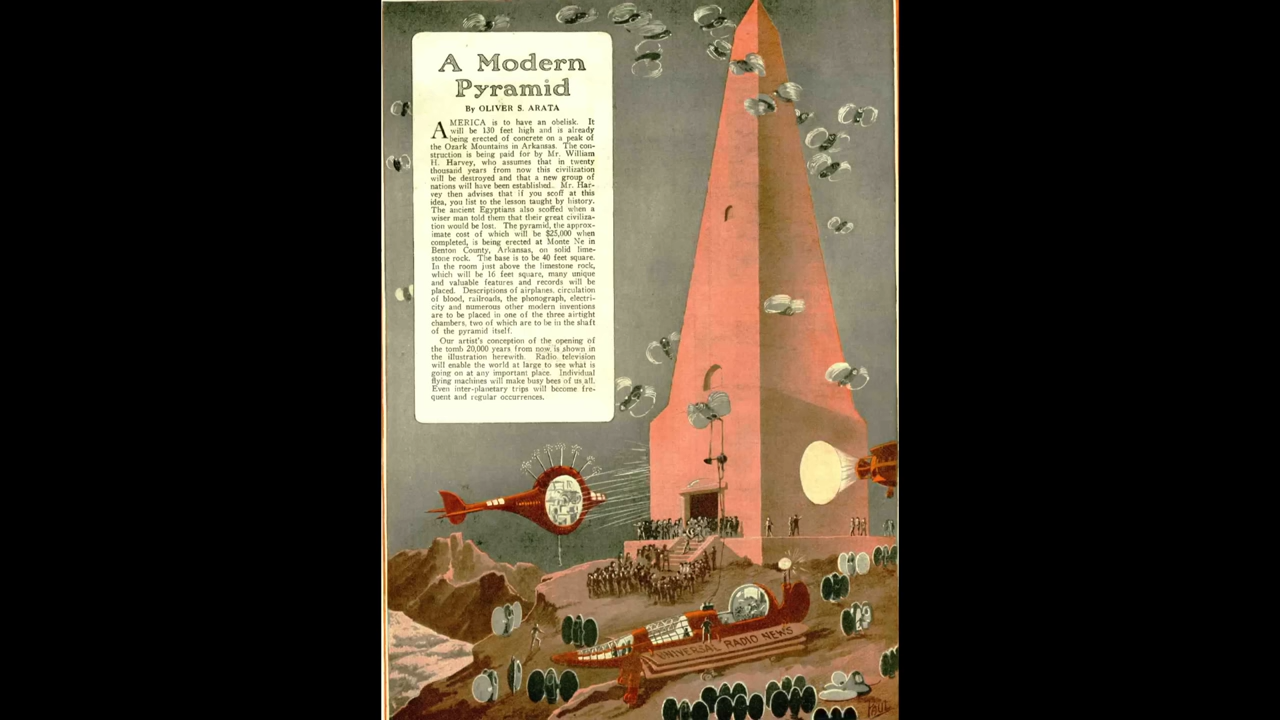 A Modern
Pyramid
By OLIVER S. ARATA
AMERICA is to have an obelisk. It
will be 130 feet high and is already
being erected of concrete on a peak of
the Ozark Mountains in Arkansas. The con-
struction is being paid for by Mr. William
H. Harvey, who assumes that in twenty
thousand years from now this civilization
will be destroyed and that a new group of
nations will have been established. Mr. Har-
vey then advises that if you scoff at this
idea, you list to the lesson taught by history.
The ancient Egyptians also scoffed when a
wiser man told them that their great civiliza-
tion would be lost. The pyramid, the approx-
imate cost of which will be $25,000 when
completed, is being erected at Monte Ne in
Benton County, Arkansas, on solid lime-
stone rock. The base is to be 40 feet square.
In the room just above the limestone rock,
which will be 16 feet square, many unique
and valuable features and records will be
placed. Descriptions of airplanes, circulation
of blood, railroads, the phonograph, electri-
city and numerous other modern inventions
are to be placed in one of the three airtight
chambers, two of which are to be in the shaft
of the pyramid itself.
Our artist's conception of the opening of
the tomb 20,000 years from now is shown in
the illustration herewith. Radio television
will enable the world at large to see what is
going on at any important place. Individual
flying machines will make busy bees of us all.
Even inter-planetary trips will become fre-
quent and regular occurrences.
UNIVERSAL RADIO NEWS
PAUL